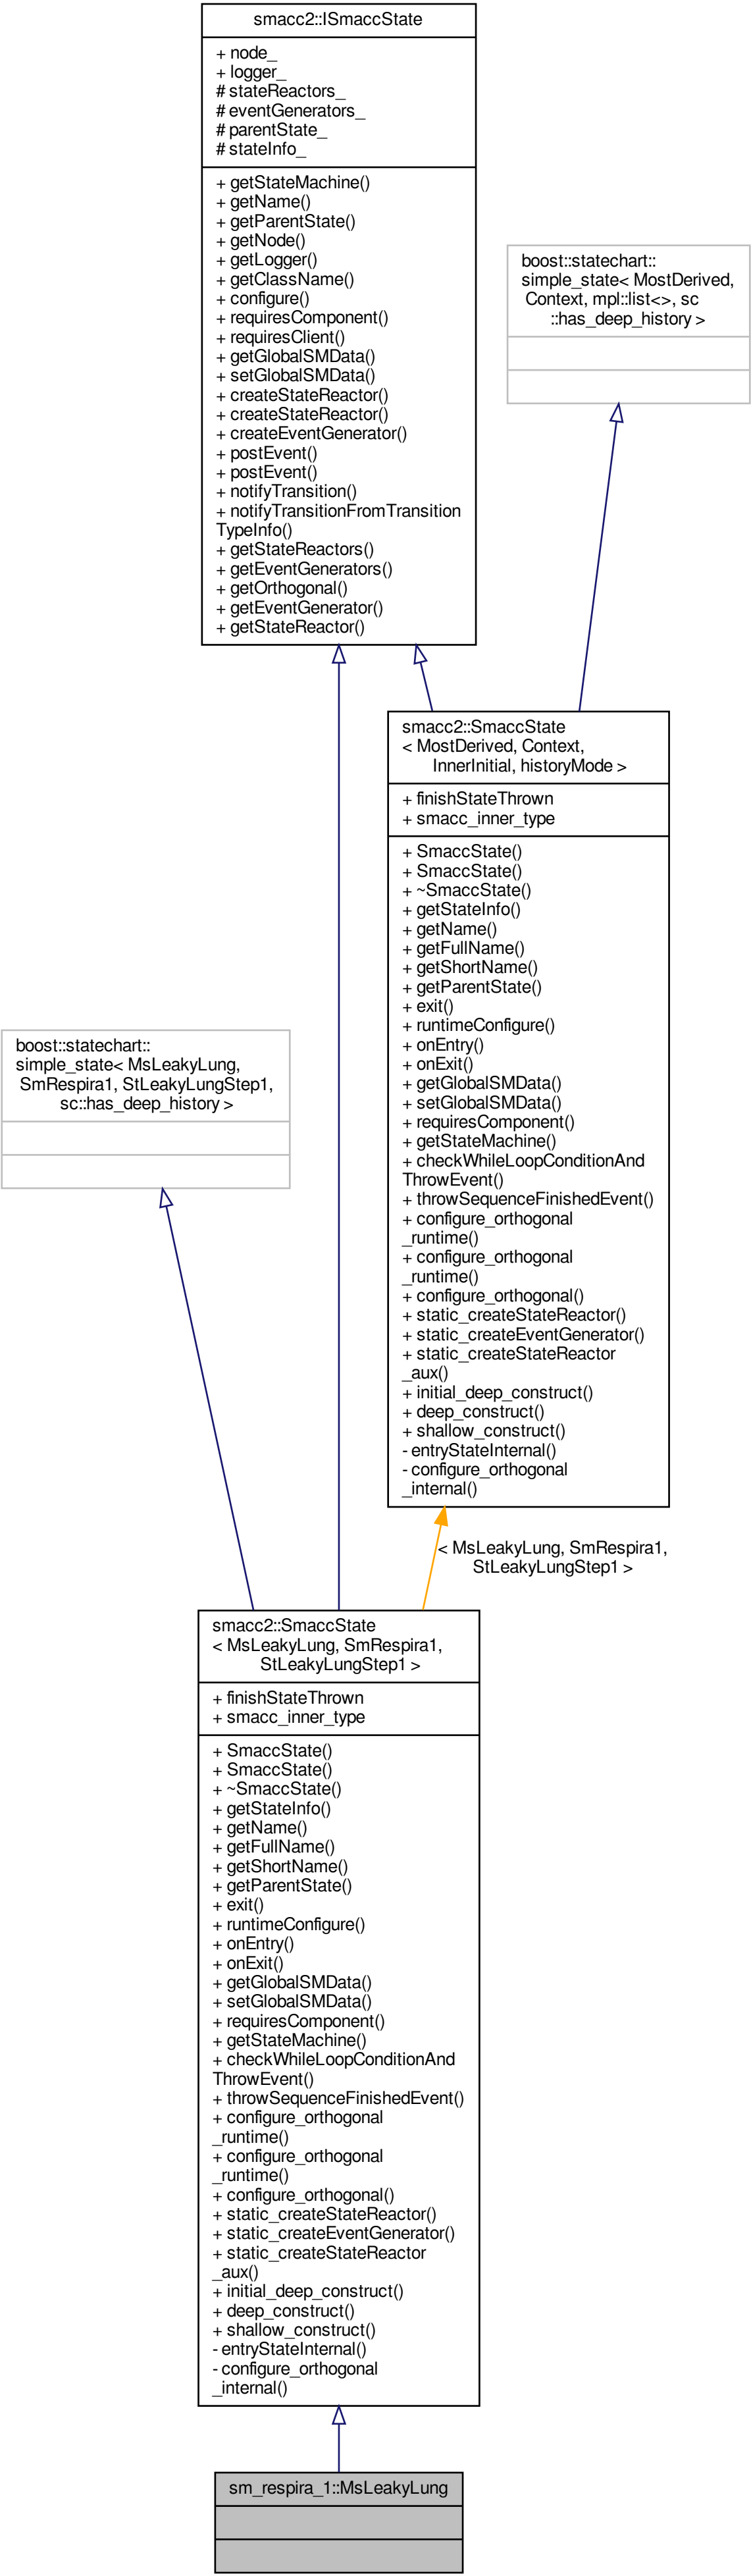 smacc2::ISmaccState
+ node_
+ logger_
# stateReactors_
# eventGenerators_
# parentState_
# stateInfo_
+ getStateMachine()
+ getName()
+ getParentState()
+ getNode()
+ getLogger()
+ getClassName()
+ configure()
+ requiresComponent()
+ requiresClient()
+ getGlobalSMData()
+ setGlobalSMData()
+ createStateReactor()
+ createStateReactor()
+ createEventGenerator()
+ postEvent()
+ postEvent()
+ notifyTransition()
+ notifyTransitionFromTransition
TypeInfo()
+ getStateReactors()
+ getEventGenerators()
+ getOrthogonal()
+ getEventGenerator()
+ getStateReactor()
boost::statechart::
simple_state< MostDerived,
Context, mpl::list<>, sc
::has_deep_history >
smacc2::SmaccState
< MostDerived, Context,
InnerInitial, historyMode >
+ finishStateThrown
+ smacc_inner_type
+ SmaccState()
+ SmaccState()
+ ~SmaccState()
+ getStateInfo()
+ getName()
+ getFullName()
+ getShortName()
+ getParentState()
+ exit()
+ runtimeConfigure()
+ onEntry()
+ onExit()
+ getGlobalSMData()
+ setGlobalSMData()
+ requiresComponent()
+ getStateMachine()
+ checkWhileLoopConditionAnd
ThrowEvent()
+ throwSequenceFinishedEvent()
+ configure_orthogonal
_runtime()
+ configure_orthogonal
_runtime()
+ configure_orthogonal()
+ static_createStateReactor()
+ static_createEventGenerator()
+ static_createStateReactor
_aux()
+ initial_deep_construct()
+ deep_construct()
+ shallow_construct()
- entryStateInternal()
- configure_orthogonal
_internal()
boost::statechart::
simple_state< MsLeakyLung,
SmRespira1, StLeakyLungStep1,
sc::has_deep_history >
< MsLeakyLung, SmRespira1,
StLeakyLungStep1 >
smacc2::SmaccState
< MsLeakyLung, SmRespira1,
StLeakyLungStep1 >
+ finishStateThrown
+ smacc_inner_type
+ SmaccState()
+ SmaccState()
+ ~SmaccState()
+ getStateInfo()
+ getName()
+ getFullName()
+ getShortName()
+ getParentState()
+ exit()
+ runtimeConfigure()
+ onEntry()
+ onExit()
+ getGlobalSMData()
+ setGlobalSMData()
+ requiresComponent()
+ getStateMachine()
+ checkWhileLoopConditionAnd
ThrowEvent()
+ throwSequenceFinishedEvent()
+ configure_orthogonal
_runtime()
+ configure_orthogonal
_runtime()
+ configure_orthogonal()
+ static_createStateReactor()
+ static_createEventGenerator()
+ static_createStateReactor
_aux()
+ initial_deep_construct()
+ deep_construct()
+ shallow_construct()
- entryStateInternal()
- configure_orthogonal
_internal()
sm_respira_1::MsLeakyLung